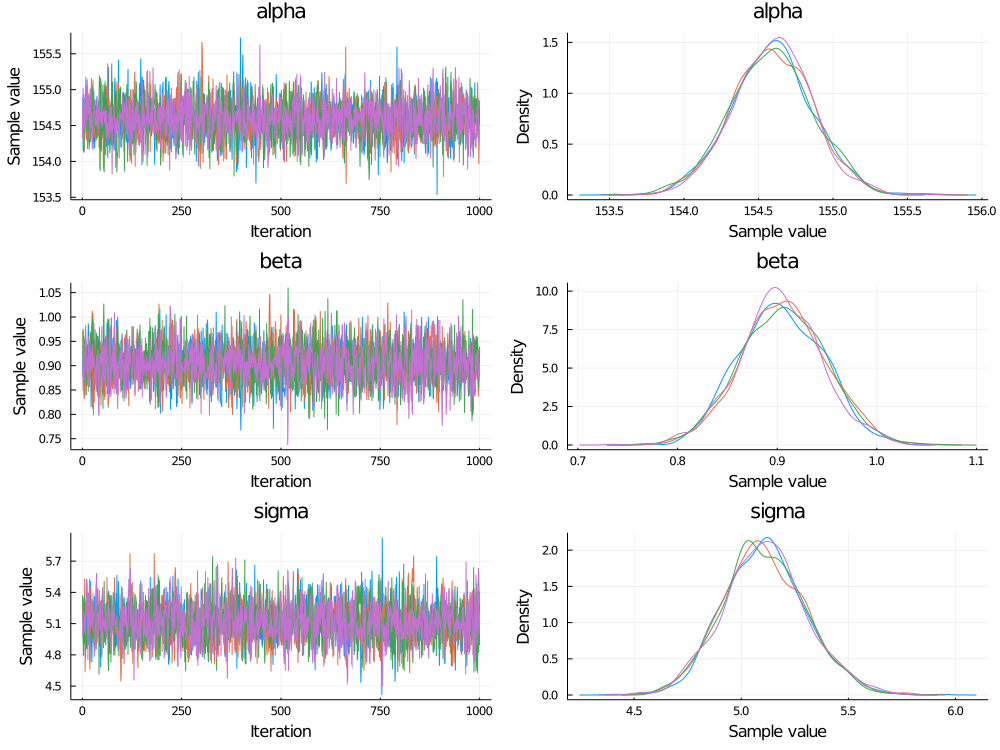 alpha
Sample value
155.5
155.0
154.5
154.0
153.5
0 250 500 750 1000
Iteration
alpha
Density
1.5
1.0
0.5
0.0
153.5 154.0 154.5 155.0 155.5 156.0
Sample value
beta
Sample value
1.05
1.00
0.95
0.90
0.85
0.80
0.75
0 250 500 750 1000
Iteration
beta
Density
10.0
7.5
5.0
2.5
0.0
0.7 0.8 0.9 1.0 1.1
Sample value
sigma
Sample value
5.7
5.4
5.1
4.8
4.5
0 250 500 750 1000
Iteration
sigma
Density
2.0
1.5
1.0
0.5
0.0
4.5 5.0 5.5 6.0
Sample value